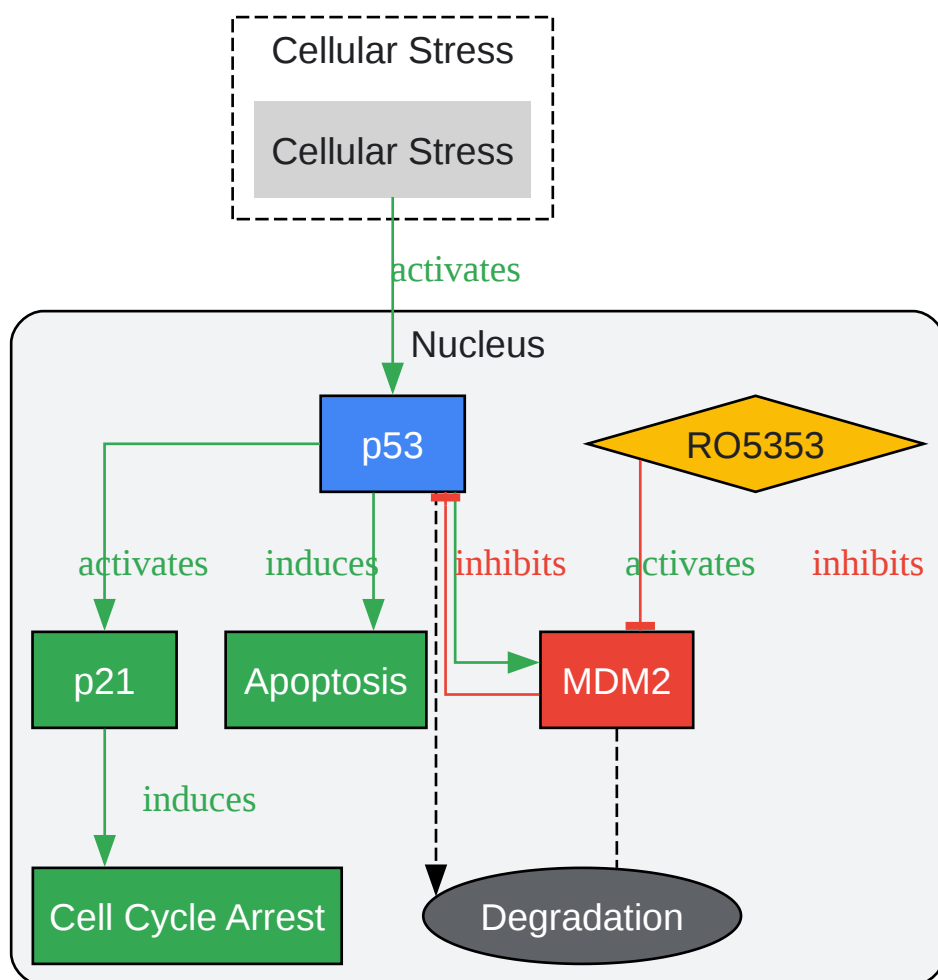 Cellular Stress
Cellular Stress
activates
Nucleus
p53
RO5353
activates
induces
inhibits
activates
inhibits
p21
Apoptosis
MDM2
induces
Cell Cycle Arrest
Degradation